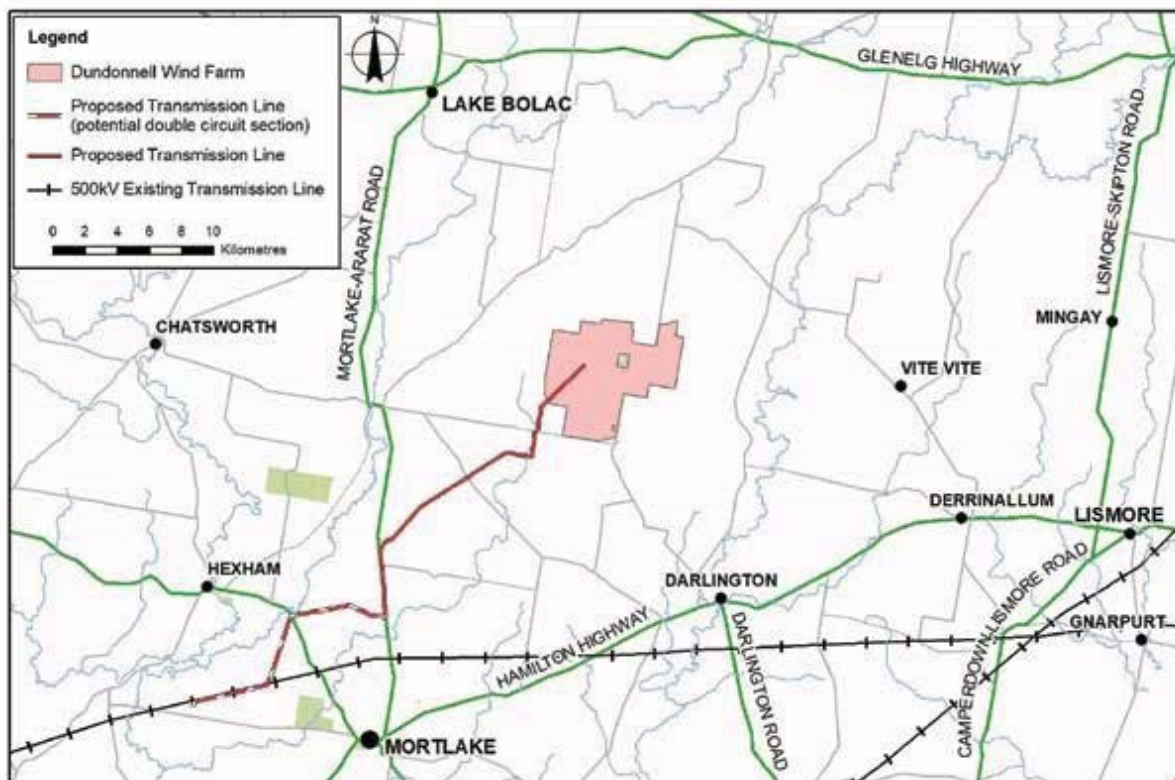 Legend
Dundonnell Wind Farm
Proposed Transmission Line
(potential double circuit section)
Proposed Transmission Line
500kV Existing Transmission Line
0 2 4 6 8 10
Kilometres
N
GLENELG HIGHWAY
LAKE BOLAC
LISMORE-SKIPTON ROAD
MORTLAKE-ARARAT ROAD
CHATSWORTH
MINGAY
VITE VITE
DERRINALLUM
LISMORE
HEXHAM
DARLINGTON
GNARPURT
HAMILTON HIGHWAY
DARLINGTON ROAD
CAMPERDOWN-LISMORE ROAD
MORTLAKE